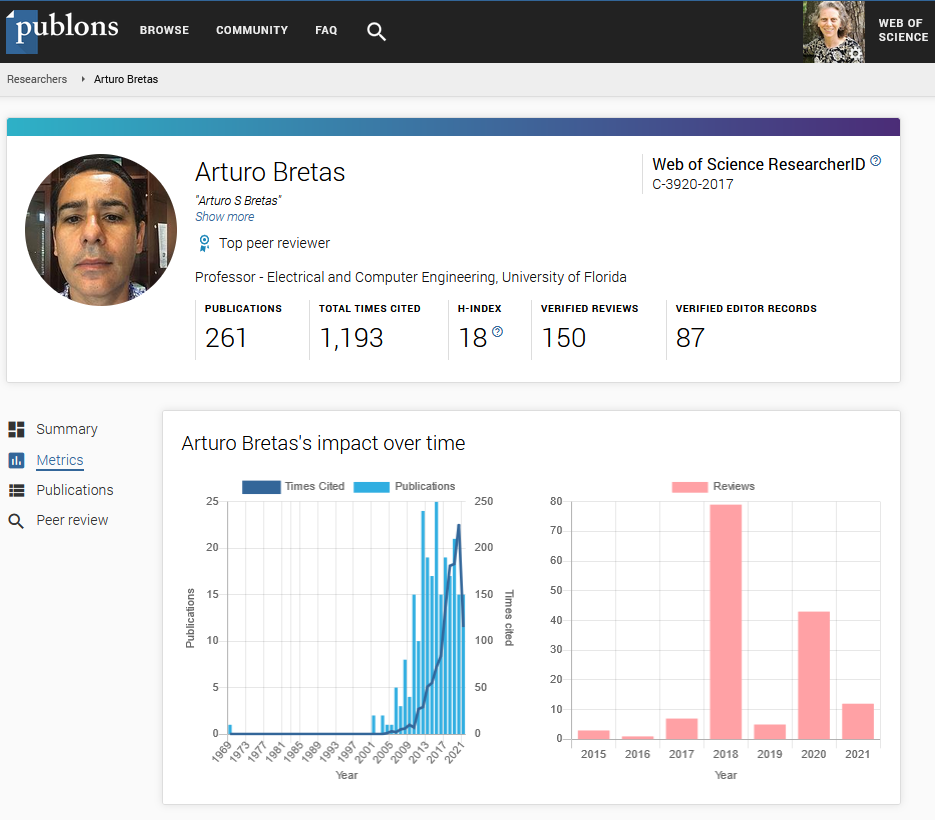 publons BROWSE COMMUNITY FAQ WEB OF
SCIENCE
Researchers Arturo Bretas
Arturo Bretas
"Arturo S Bretas"
Show more
Top peer reviewer
Professor - Electrical and Computer Engineering, University of Florida
Web of Science ResearcherID ?
C-3920-2017
PUBLICATIONS TOTAL TIMES CITED H-INDEX VERIFIED REVIEWS VERIFIED EDITOR RECORDS
261 1,193 18 ? 150 87
Summary
Metrics
Publications
Peer review
Arturo Bretas's impact over time
Times Cited Publications
25 250
20 200
15 150
10 100
5 50
0 0
Publications
Times cited
1969 1973 1977 1981 1985 1989 1993 1997 2001 2005 2009 2013 2017 2021
Year
Reviews
80
70
60
50
40
30
20
10
0
2015 2016 2017 2018 2019 2020 2021
Year